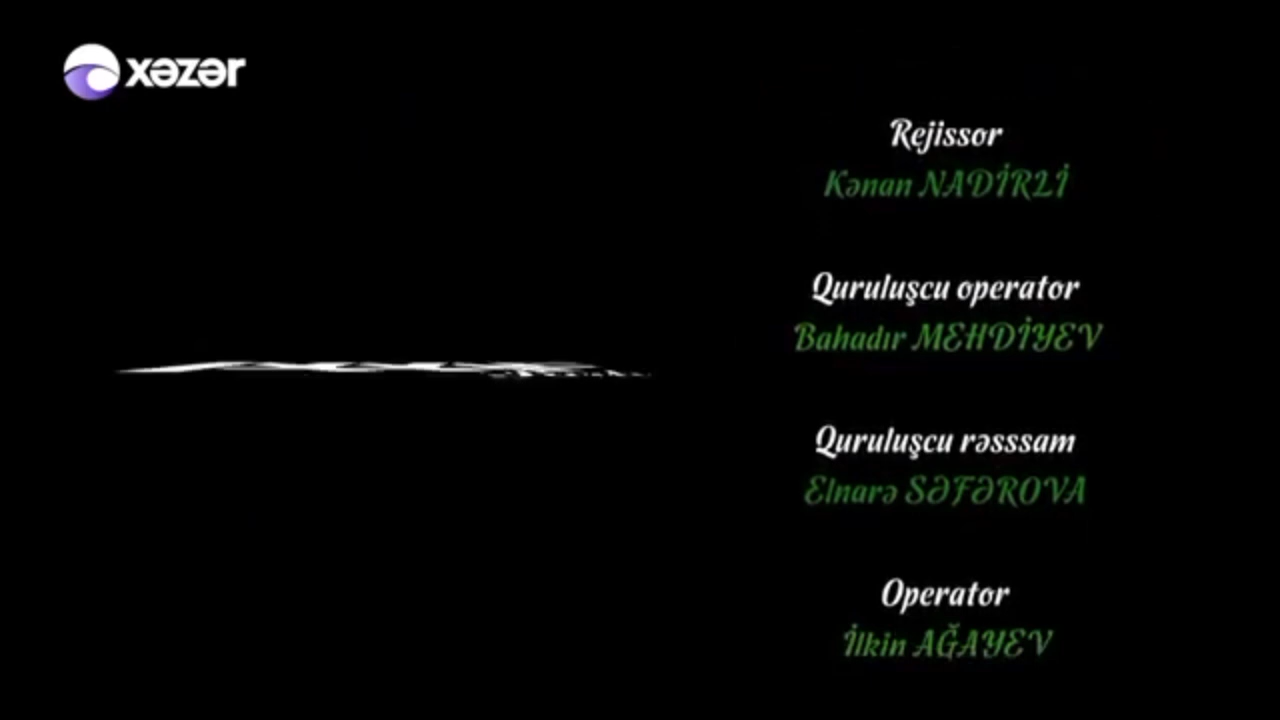 xəzər
Rejissor
Kənan NADİRLİ
Quruluşcu operator
Bahadır MEHDİYEV
Quruluşcu rəsssam
Elnarə SƏFƏROVA
Operator
İlkin AĞAYEV